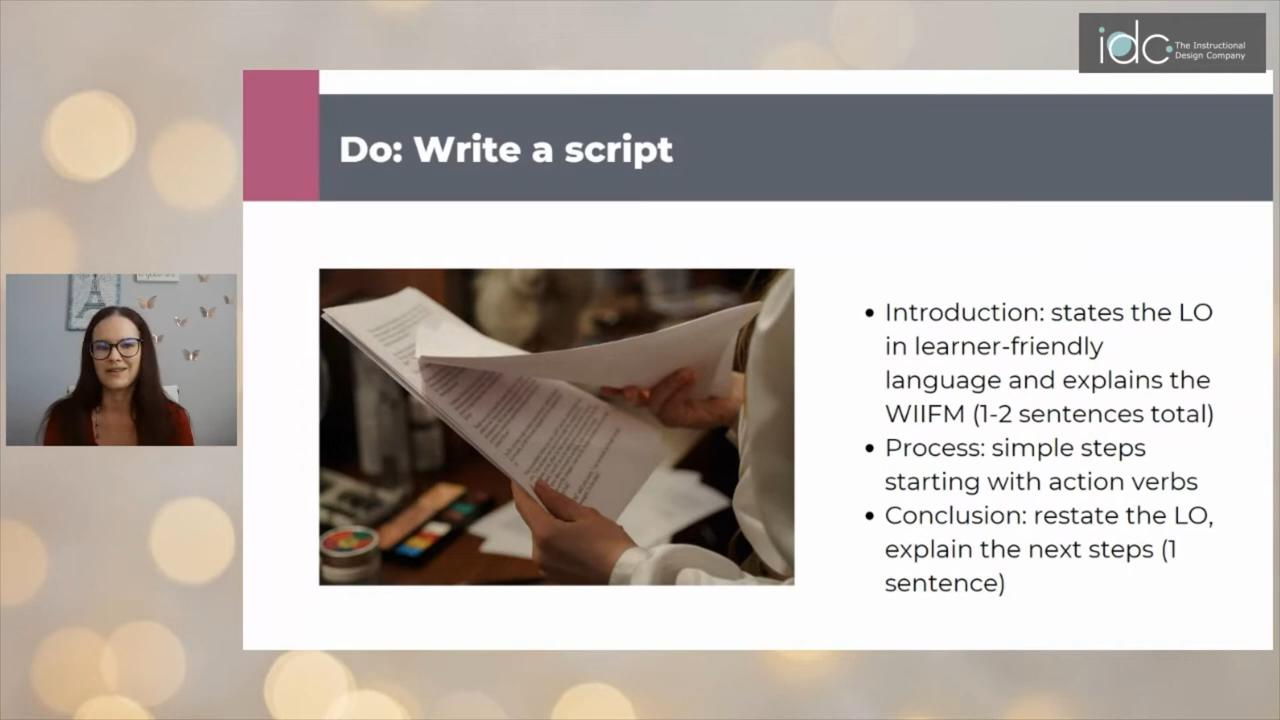 idc
The Instructional
Design Company
Do: Write a script
• Introduction: states the LO
in learner-friendly
language and explains the
WIIFM (1-2 sentences total)
• Process: simple steps
starting with action verbs
• Conclusion: restate the LO,
explain the next steps (1
sentence)